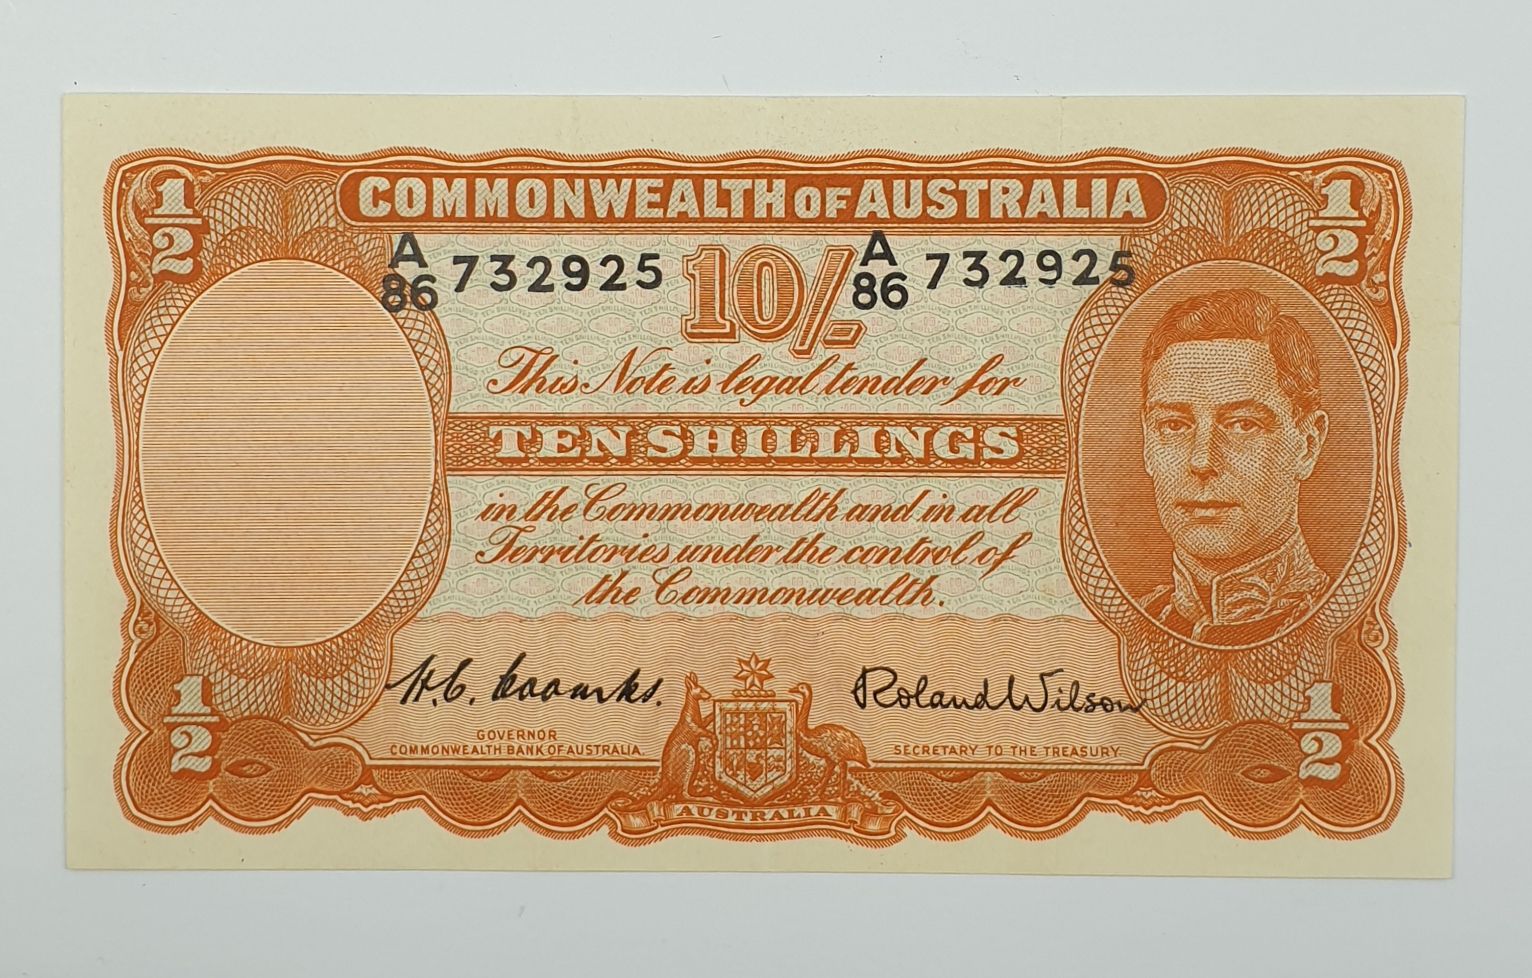 1/2 COMMONWEALTH OF AUSTRALIA 1/2
A/86 732925 10/- A/86 732925
This Note is legal tender for
TEN SHILLINGS
in the Commonwealth and in all
Territories under the control of
the Commonwealth.
H.C. Coombs. Roland Wilson
GOVERNOR
COMMONWEALTH BANK OF AUSTRALIA. SECRETARY TO THE TREASURY.
1/2 1/2
AUSTRALIA